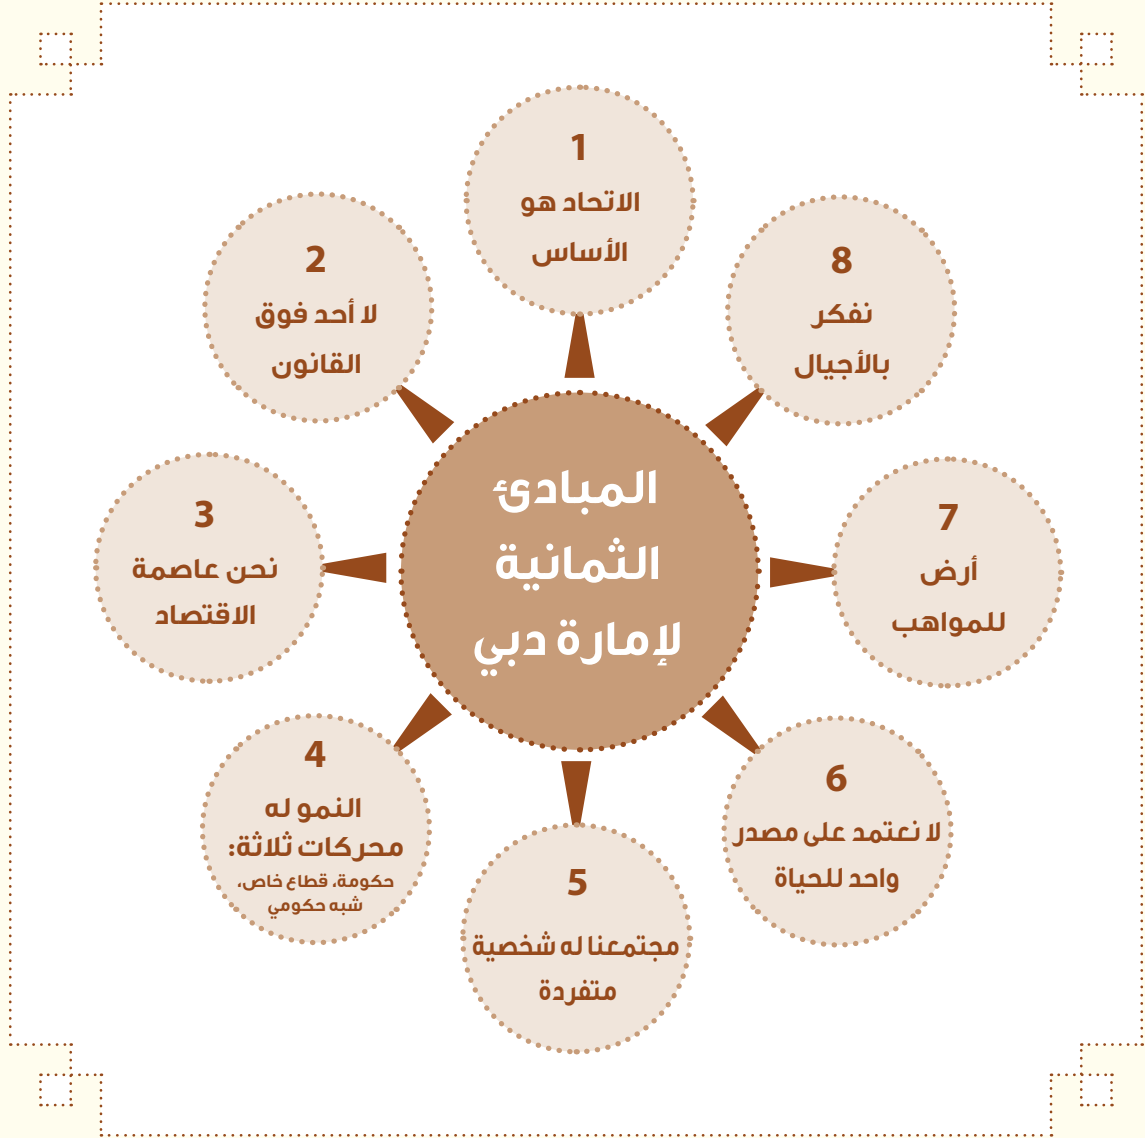 المبادئ
الثمانية
لإمارة دبي
1
الاتحاد هو
الأساس
2
لا أحد فوق
القانون
3
نحن عاصمة
الاقتصاد
4
النمو له
محركات ثلاثة:
حكومة، قطاع خاص،
شبه حكومي
5
مجتمعنا له شخصية
متفردة
6
لا نعتمد على مصدر
واحد للحياة
7
أرض
للمواهب
8
نفكر
بالأجيال